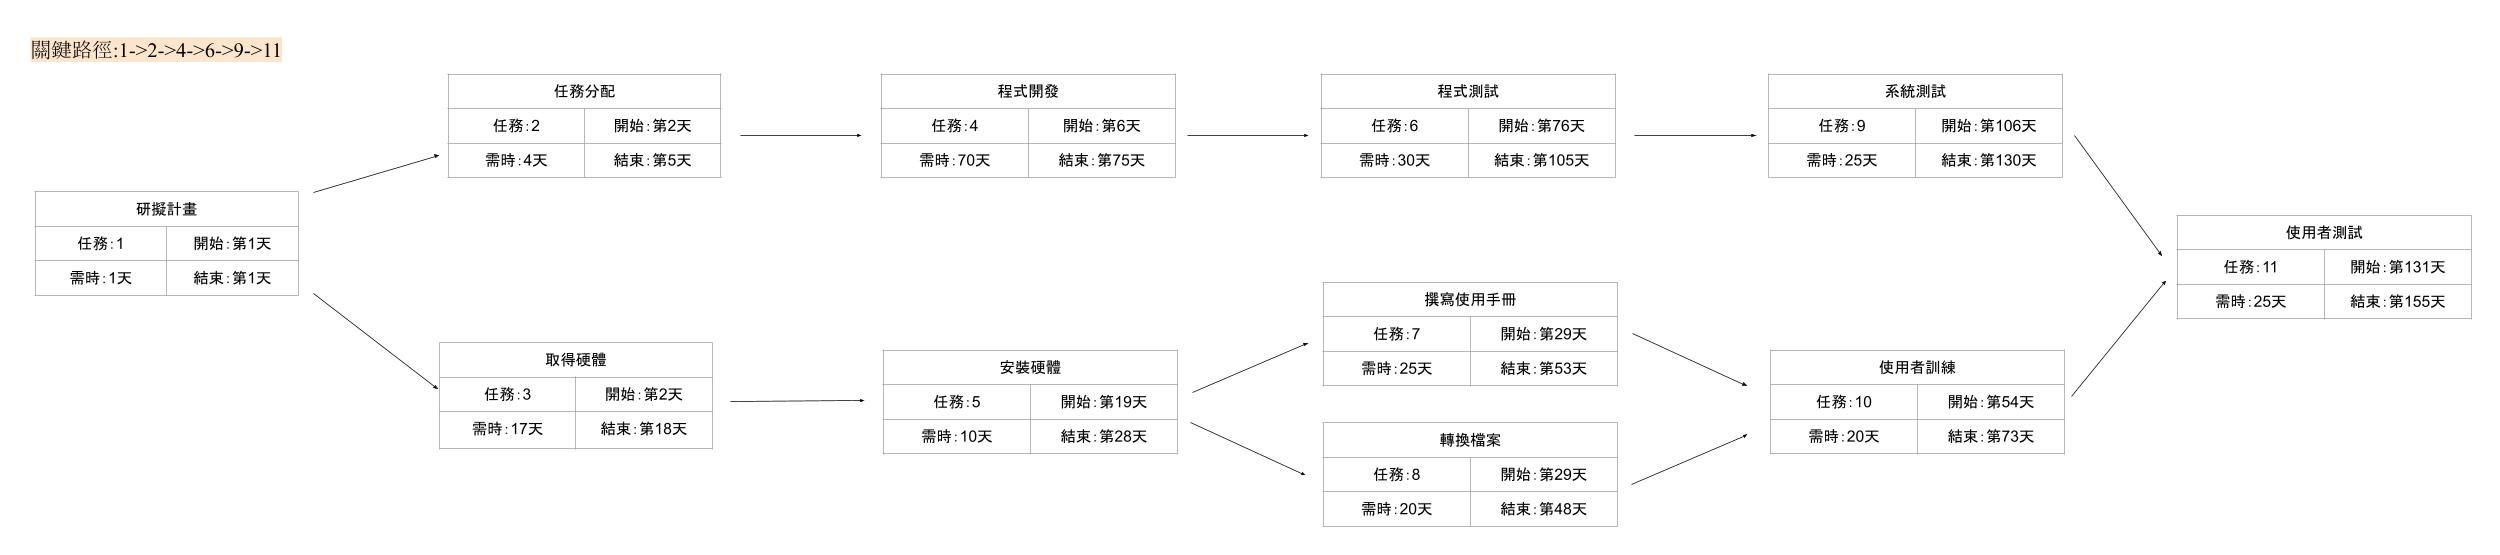 關鍵路徑:1->2->4->6->9->11
研擬計畫
任務：1 開始：第1天
需時：1天 結束：第1天
任務分配
任務：2 開始：第2天
需時：4天 結束：第5天
程式開發
任務：4 開始：第6天
需時：70天 結束：第75天
程式測試
任務：6 開始：第76天
需時：30天 結束：第105天
系統測試
任務：9 開始：第106天
需時：25天 結束：第130天
取得硬體
任務：3 開始：第2天
需時：17天 結束：第18天
安裝硬體
任務：5 開始：第19天
需時：10天 結束：第28天
撰寫使用手冊
任務：7 開始：第29天
需時：25天 結束：第53天
轉換檔案
任務：8 開始：第29天
需時：20天 結束：第48天
使用者訓練
任務：10 開始：第54天
需時：20天 結束：第73天
使用者測試
任務：11 開始：第131天
需時：25天 結束：第155天